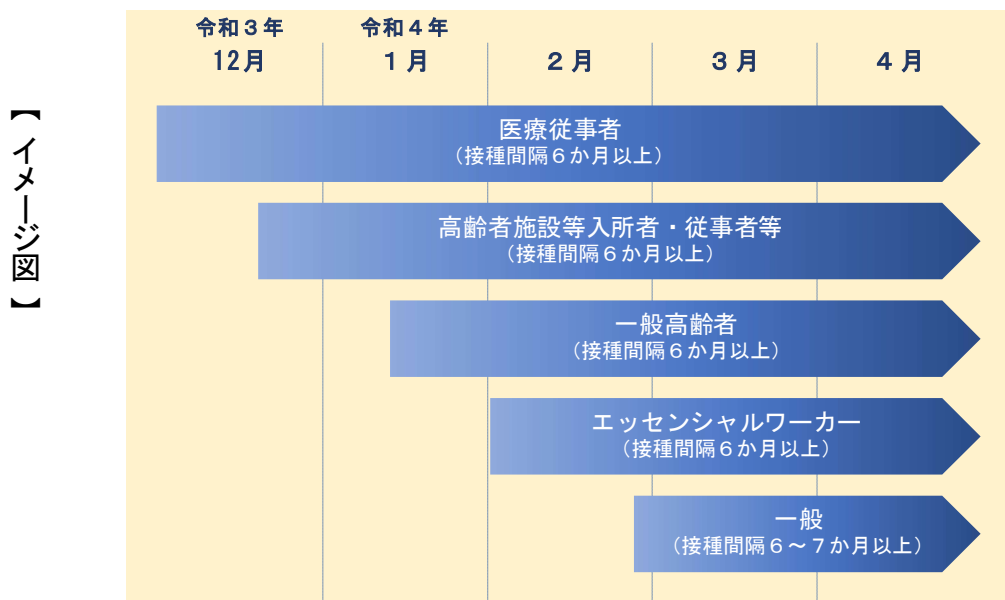 【イメージ図】
令和３年
12月
令和４年
１月
２月
３月
４月
医療従事者
（接種間隔６か月以上）
高齢者施設等入所者・従事者等
（接種間隔６か月以上）
一般高齢者
（接種間隔６か月以上）
エッセンシャルワーカー
（接種間隔６か月以上）
一般
（接種間隔６～７か月以上）